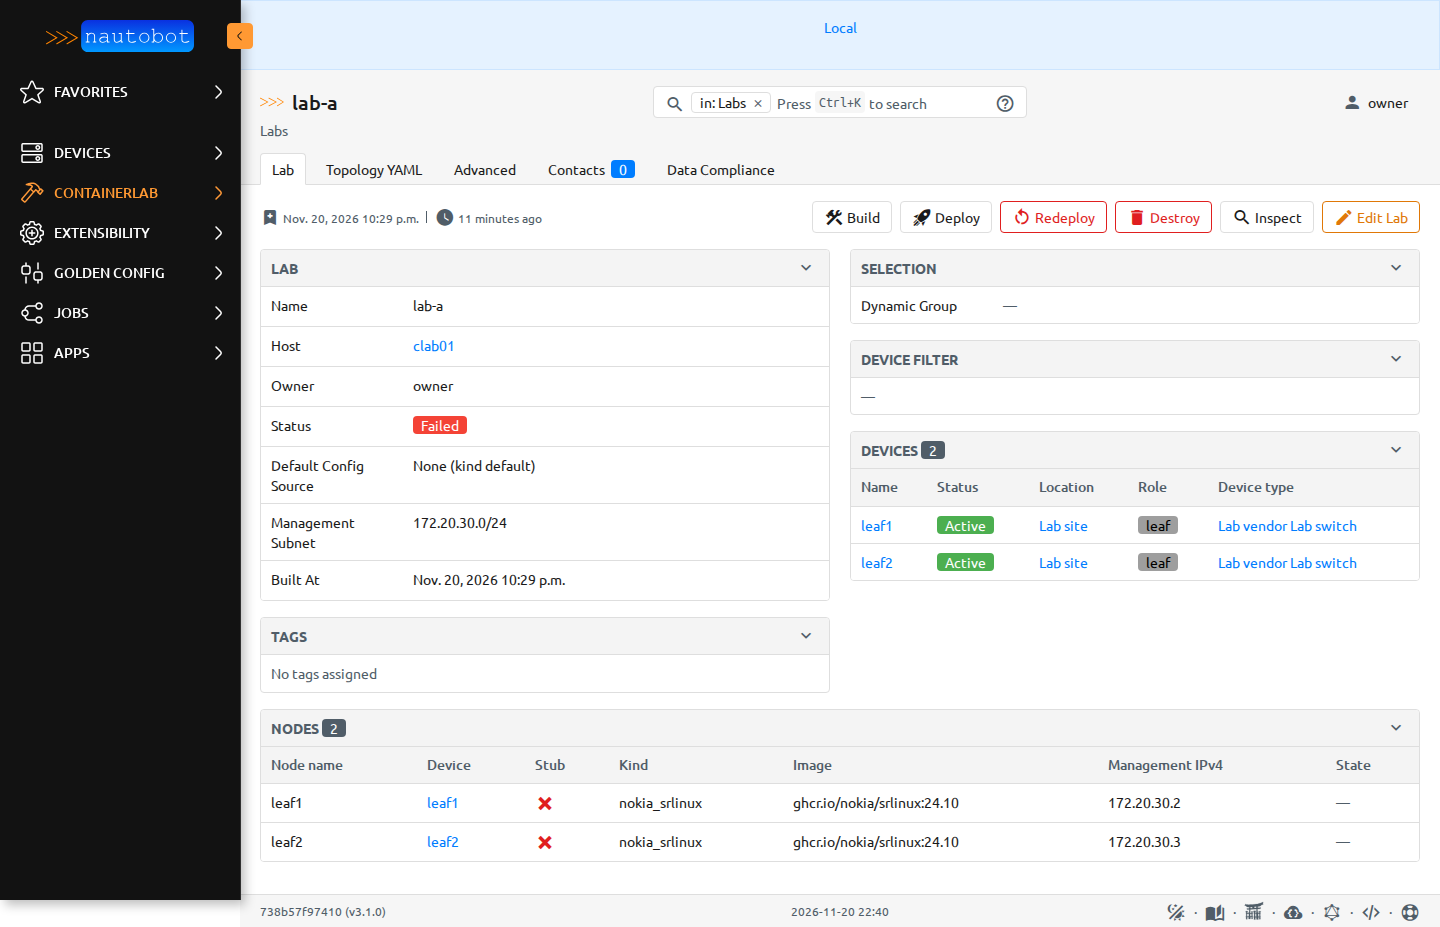 nautobot
FAVORITES
DEVICES
CONTAINERLAB
EXTENSIBILITY
GOLDEN CONFIG
JOBS
APPS
Local
lab-a
in: Labs × Press Ctrl+K to search
owner
Labs
Lab Topology YAML Advanced Contacts 0 Data Compliance
Nov. 20, 2026 10:29 p.m. | 11 minutes ago
Build Deploy Redeploy Destroy Inspect Edit Lab
LAB
Name lab-a
Host clab01
Owner owner
Status Failed
Default Config Source None (kind default)
Management Subnet 172.20.30.0/24
Built At Nov. 20, 2026 10:29 p.m.
TAGS
No tags assigned
SELECTION
Dynamic Group —
DEVICE FILTER
—
DEVICES 2
Name Status Location Role Device type
leaf1 Active Lab site leaf Lab vendor Lab switch
leaf2 Active Lab site leaf Lab vendor Lab switch
NODES 2
Node name Device Stub Kind Image Management IPv4 State
leaf1 leaf1 nokia_srlinux ghcr.io/nokia/srlinux:24.10 172.20.30.2 —
leaf2 leaf2 nokia_srlinux ghcr.io/nokia/srlinux:24.10 172.20.30.3 —
738b57f97410 (v3.1.0)
2026-11-20 22:40